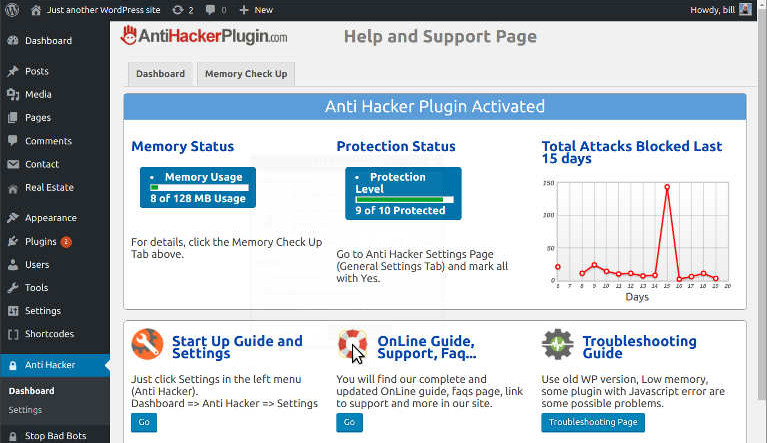 Just another WordPress site 2 0 + New Howdy, bill
Dashboard
Posts
Media
Pages
Comments
Contact
Real Estate
Appearance
Plugins 2
Users
Tools
Settings
Shortcodes
Anti Hacker
Dashboard
Settings
Stop Bad Bots
AntiHackerPlugin.com
Help and Support Page
Dashboard Memory Check Up
Anti Hacker Plugin Activated
Memory Status
• Memory Usage
8 of 128 MB Usage
For details, click the Memory Check Up
Tab above.
Protection Status
• Protection
Level
9 of 10 Protected
Go to Anti Hacker Settings Page
(General Settings Tab) and mark all
with Yes.
Total Attacks Blocked Last
15 days
150
100
50
0
6 7 8 9 10 11 12 13 14 15 16 17 18 19 20
Days
Start Up Guide and
Settings
Just click Settings in the left menu
(Anti Hacker).
Dashboard => Anti Hacker => Settings
Go
OnLine Guide,
Support, Faq...
You will find our complete and
updated OnLine guide, faqs page, link
to support and more in our site.
Go
Troubleshooting
Guide
Use old WP version, Low memory,
some plugin with Javascript error are
some possible problems.
Troubleshooting Page